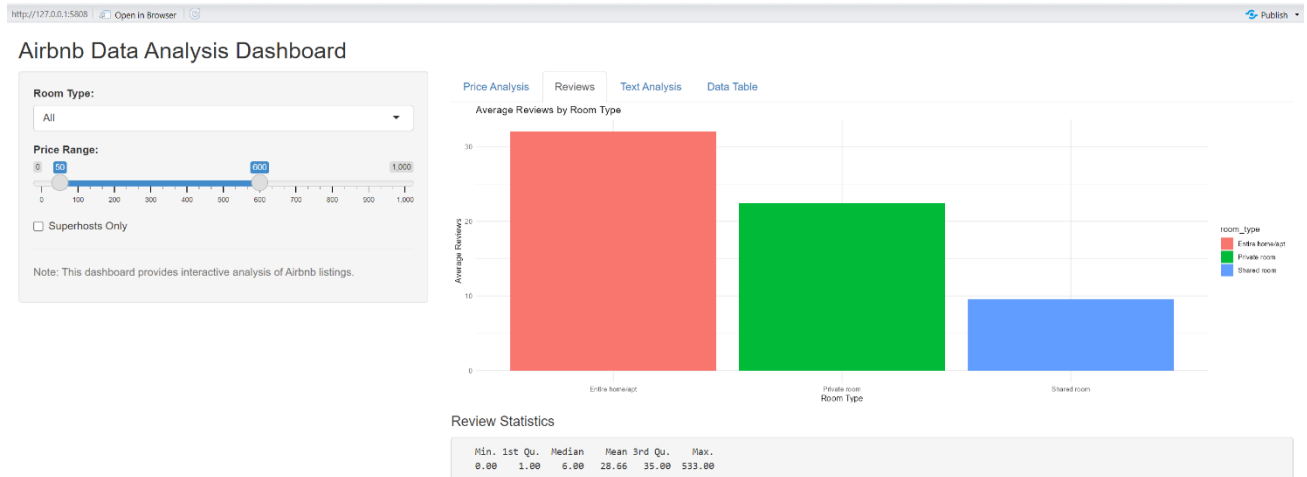 http://127.0.0.1:5808 Open in Browser Publish
Airbnb Data Analysis Dashboard
Room Type:
All
Price Range:
0 50 600 1,000
0 100 200 300 400 500 600 700 800 900 1,000
Superhosts Only
Note: This dashboard provides interactive analysis of Airbnb listings.
Price Analysis Reviews Text Analysis Data Table
Average Reviews by Room Type
Average Reviews
30
20
10
0
Entire home/apt Private room Shared room
Room Type
room_type
Entire home/apt
Private room
Shared room
Review Statistics
Min. 1st Qu. Median Mean 3rd Qu. Max.
0.00 1.00 6.00 28.66 35.00 533.00